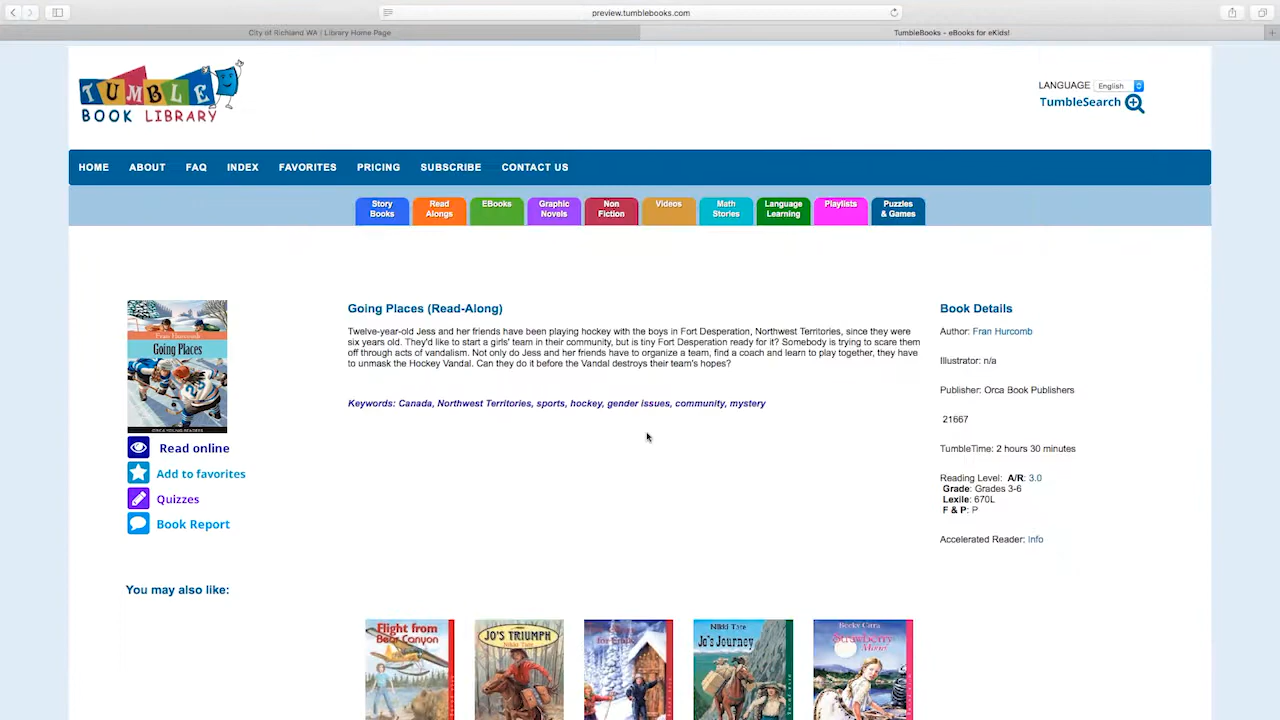 preview.tumblebooks.com
City of Richland WA | Library Home Page
TumbleBooks - eBooks for eKids!
TUMBLE
BOOK LIBRARY
LANGUAGE English
TumbleSearch
HOME ABOUT FAQ INDEX FAVORITES PRICING SUBSCRIBE CONTACT US
Story Books
Read Alongs
EBooks
Graphic Novels
Non Fiction
Videos
Math Stories
Language Learning
Playlists
Puzzles & Games
Fran Hurcomb
Going Places
Read online
Add to favorites
Quizzes
Book Report
Going Places (Read-Along)
Twelve-year-old Jess and her friends have been playing hockey with the boys in Fort Desperation, Northwest Territories, since they were
six years old. They'd like to start a girls' team in their community, but is tiny Fort Desperation ready for it? Somebody is trying to scare them
off through acts of vandalism. Not only do Jess and her friends have to organize a team, find a coach and learn to play together, they have
to unmask the Hockey Vandal. Can they do it before the Vandal destroys their team's hopes?
Keywords: Canada, Northwest Territories, sports, hockey, gender issues, community, mystery
Book Details
Author: Fran Hurcomb
Illustrator: n/a
Publisher: Orca Book Publishers
21667
TumbleTime: 2 hours 30 minutes
Reading Level: A/R: 3.0
Grade: Grades 3-6
Lexile: 670L
F & P: P
Accelerated Reader: Info
You may also like:
Flight from
Bear Canyon
JO'S TRIUMPH
Nikki Tate
Nikki Tate
Jo's Journey
Becky Citra
Strawberry
Moon